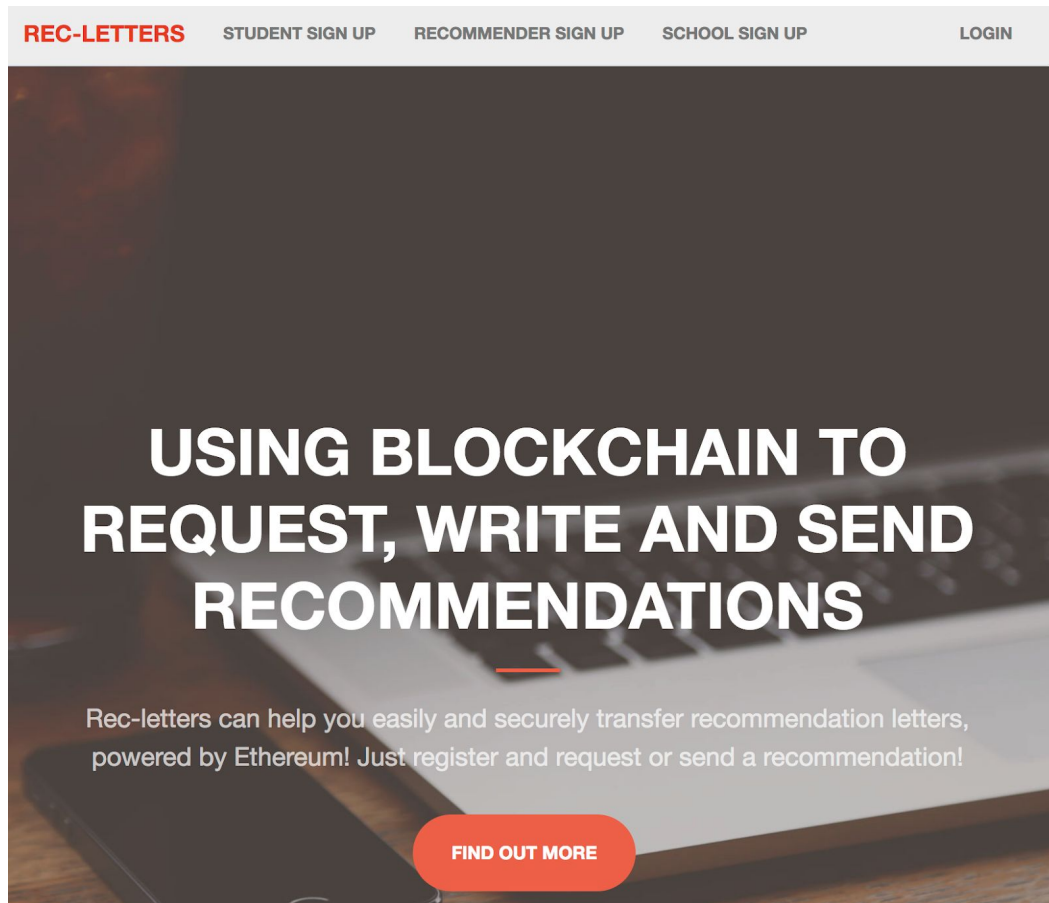 REC-LETTERS STUDENT SIGN UP RECOMMENDER SIGN UP SCHOOL SIGN UP LOGIN
USING BLOCKCHAIN TO
REQUEST, WRITE AND SEND
RECOMMENDATIONS
Rec-letters can help you easily and securely transfer recommendation letters,
powered by Ethereum! Just register and request or send a recommendation!
FIND OUT MORE